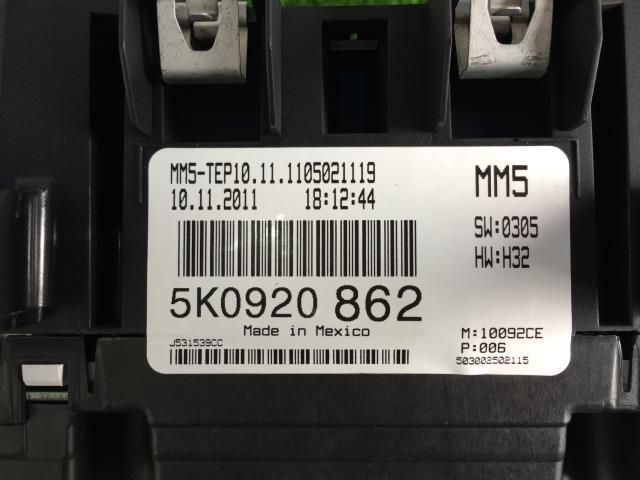 MM5-TEP10.11.1105021119
10.11.2011 18:12:44
MM5
SW:0305
HW:H32
5K0920 862
Made in Mexico
J531539CC
M:10092CE
P:006
503002502115